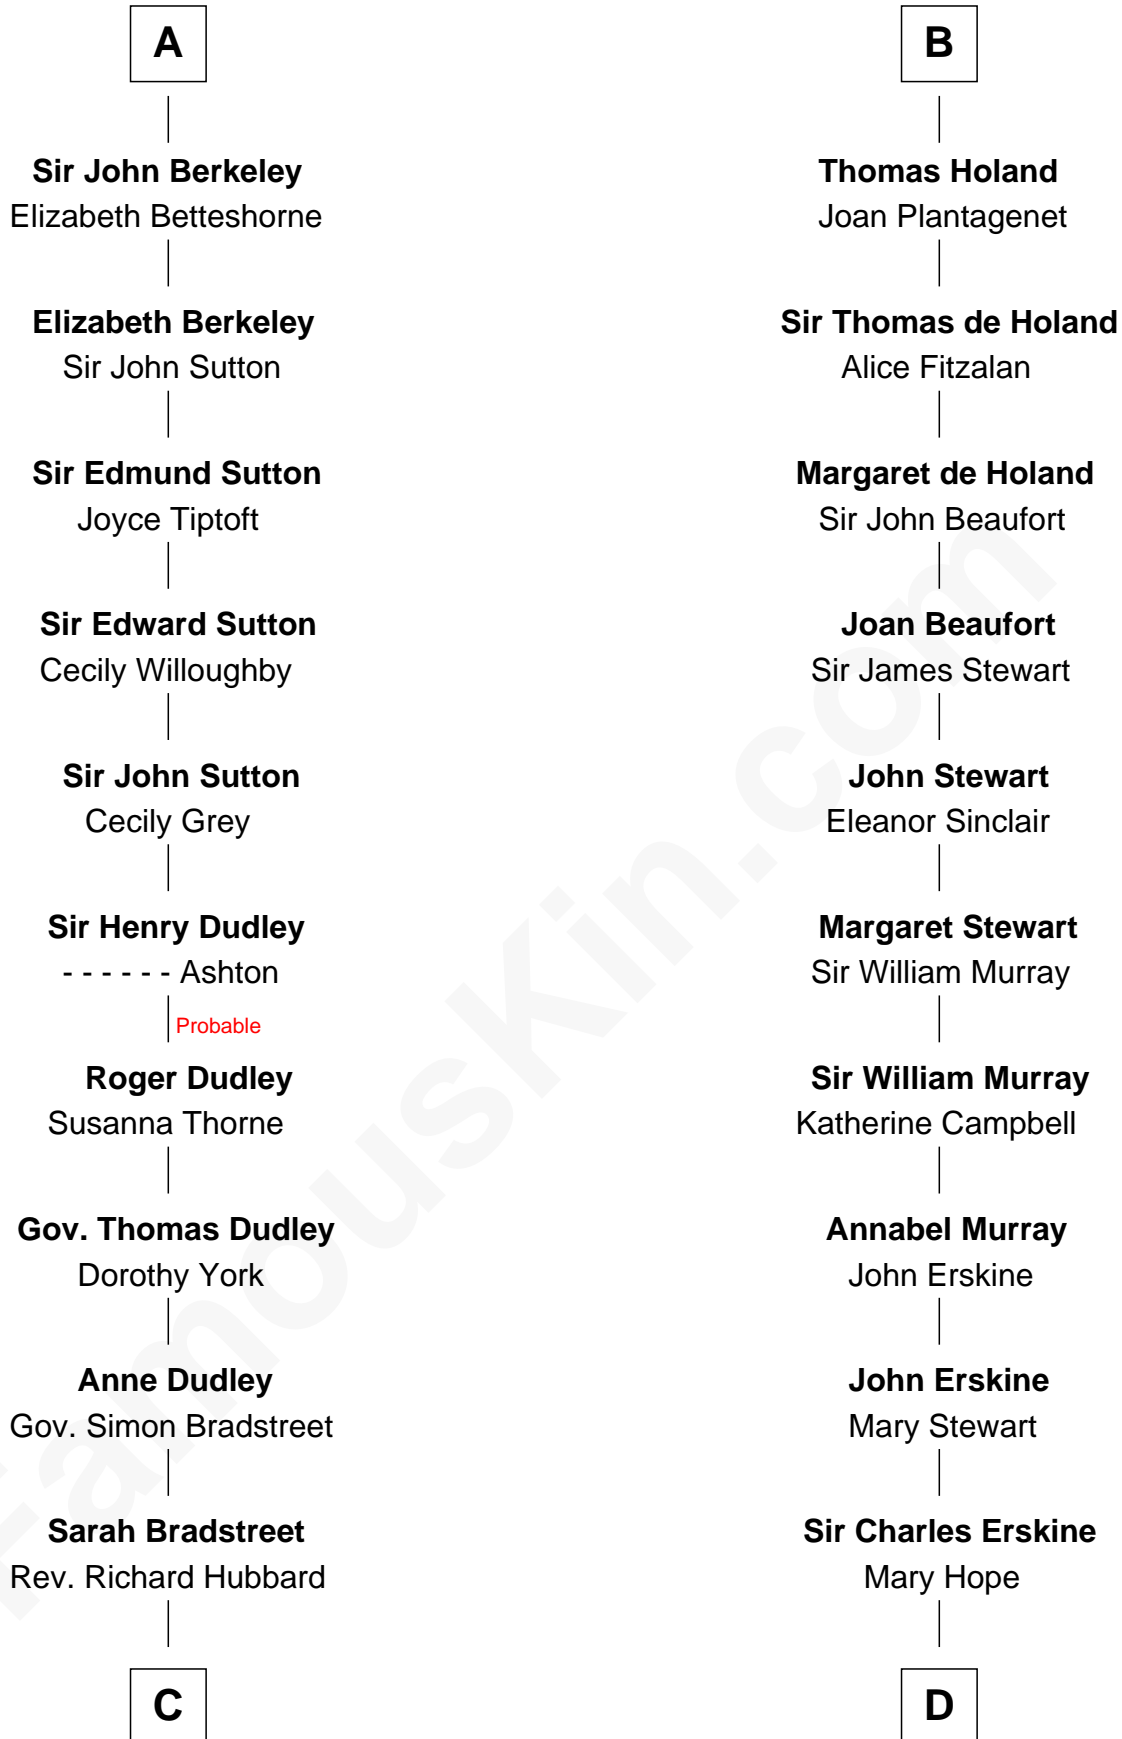 A
Sir John Berkeley
Elizabeth Betteshorne
Elizabeth Berkeley
Sir John Sutton
Sir Edmund Sutton
Joyce Tiptoft
Sir Edward Sutton
Cecily Willoughby
Sir John Sutton
Cecily Grey
Sir Henry Dudley
- - - - - - Ashton
Probable
Roger Dudley
Susanna Thorne
Gov. Thomas Dudley
Dorothy York
Anne Dudley
Gov. Simon Bradstreet
Sarah Bradstreet
Rev. Richard Hubbard
C
B
Thomas Holand
Joan Plantagenet
Sir Thomas de Holand
Alice Fitzalan
Margaret de Holand
Sir John Beaufort
Joan Beaufort
Sir James Stewart
John Stewart
Eleanor Sinclair
Margaret Stewart
Sir William Murray
Sir William Murray
Katherine Campbell
Annabel Murray
John Erskine
John Erskine
Mary Stewart
Sir Charles Erskine
Mary Hope
D
FamousKin.com